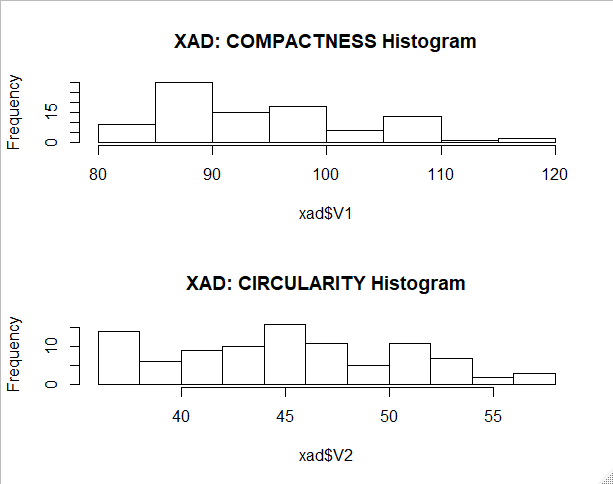 XAD: COMPACTNESS Histogram
Frequency
0 15
80 90 100 110 120
xad$V1
XAD: CIRCULARITY Histogram
Frequency
0 10
40 45 50 55
xad$V2